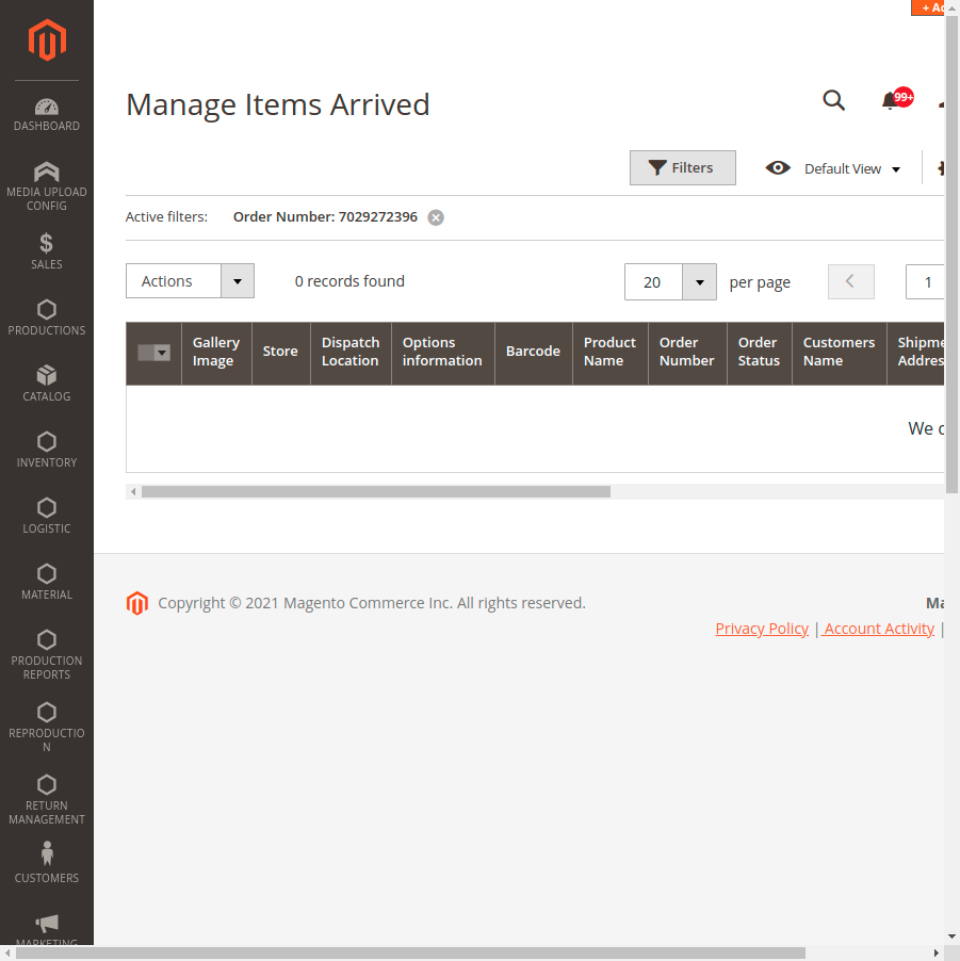 + Ad
Manage Items Arrived
99+
Filters
Default View
Active filters: Order Number: 7029272396
Actions
0 records found
20
per page
1
Gallery Image
Store
Dispatch Location
Options information
Barcode
Product Name
Order Number
Order Status
Customers Name
Shipme
Addres
We c
Copyright © 2021 Magento Commerce Inc. All rights reserved.
Ma
Privacy Policy | Account Activity |
DASHBOARD
MEDIA UPLOAD
CONFIG
$
SALES
PRODUCTIONS
CATALOG
INVENTORY
LOGISTIC
MATERIAL
PRODUCTION
REPORTS
REPRODUCTIO
N
RETURN
MANAGEMENT
CUSTOMERS
MARKETING